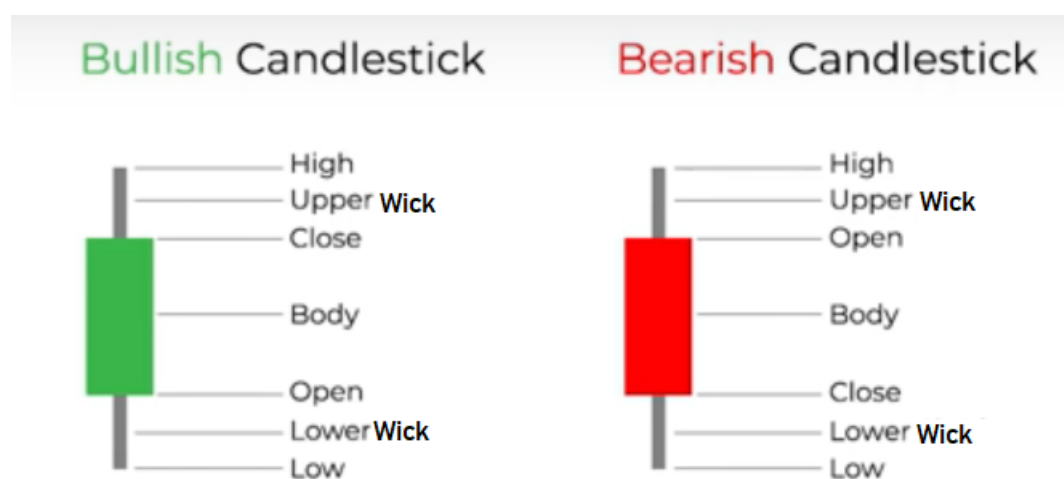 Bullish Candlestick
High
Upper Wick
Close
Body
Open
Lower Wick
Low
Bearish Candlestick
High
Upper Wick
Open
Body
Close
Lower Wick
Low